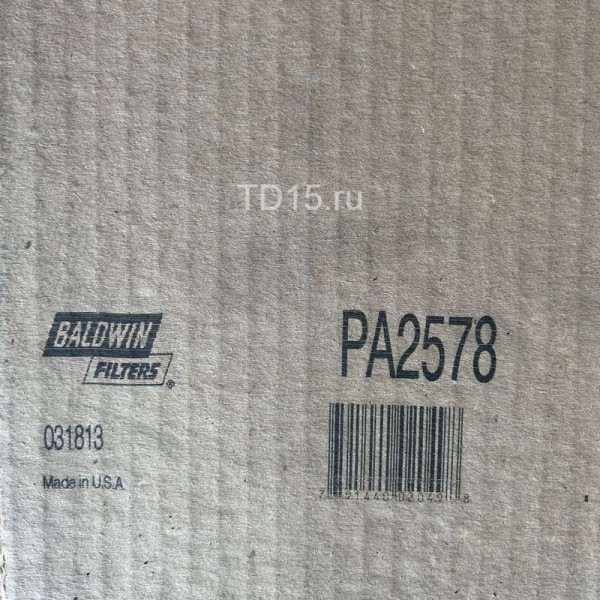 TD15.ru
BALDWIN
FILTERS®
PA2578
031813
Made in U.S.A.